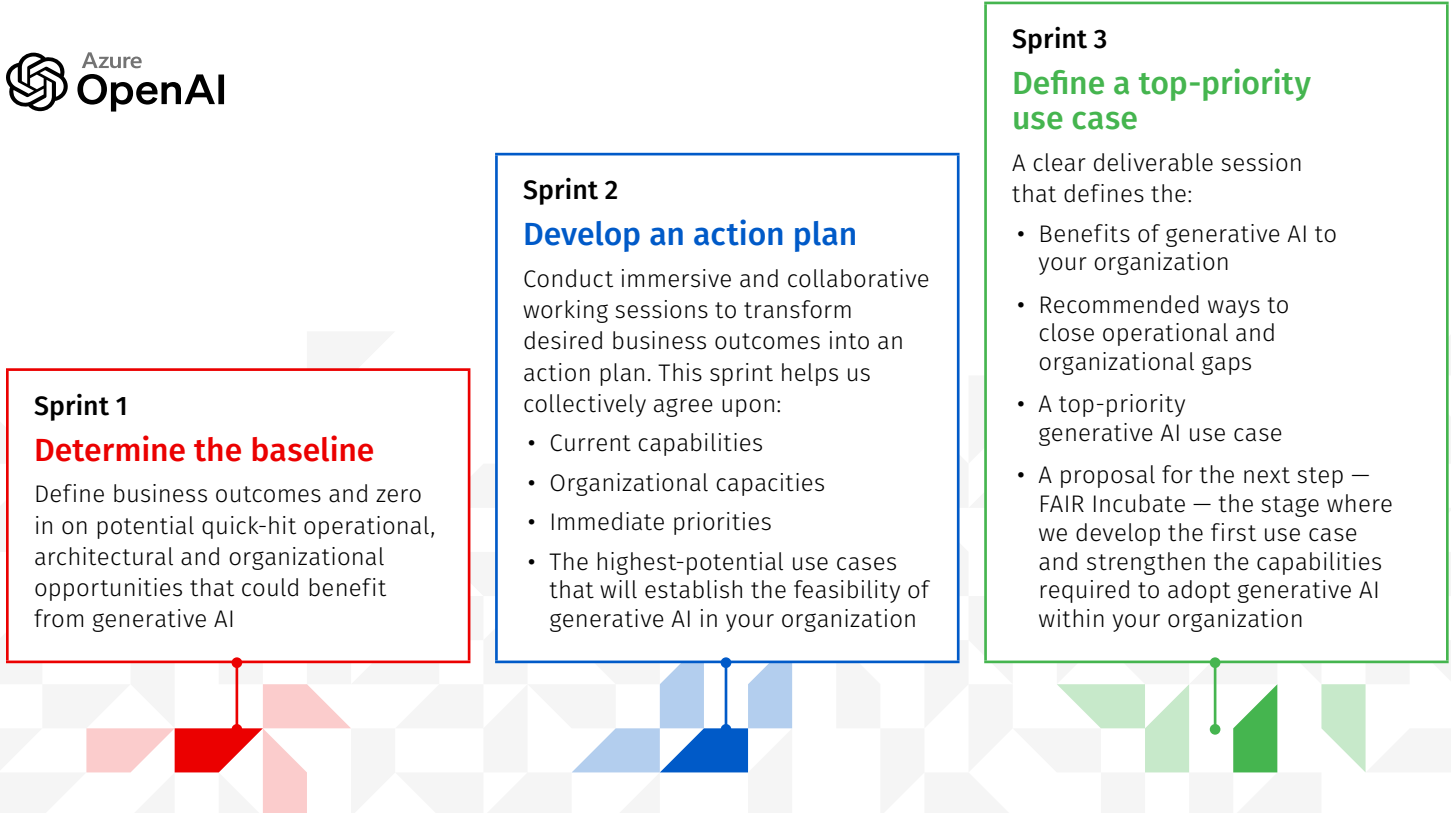 Azure
OpenAI
Sprint 1
Determine the baseline
Define business outcomes and zero
in on potential quick-hit operational,
architectural and organizational
opportunities that could benefit
from generative AI
Sprint 2
Develop an action plan
Conduct immersive and collaborative
working sessions to transform
desired business outcomes into an
action plan. This sprint helps us
collectively agree upon:
• Current capabilities
• Organizational capacities
• Immediate priorities
• The highest-potential use cases
that will establish the feasibility of
generative AI in your organization
Sprint 3
Define a top-priority
use case
A clear deliverable session
that defines the:
• Benefits of generative AI to
your organization
• Recommended ways to
close operational and
organizational gaps
• A top-priority
generative AI use case
• A proposal for the next step —
FAIR Incubate — the stage where
we develop the first use case
and strengthen the capabilities
required to adopt generative AI
within your organization